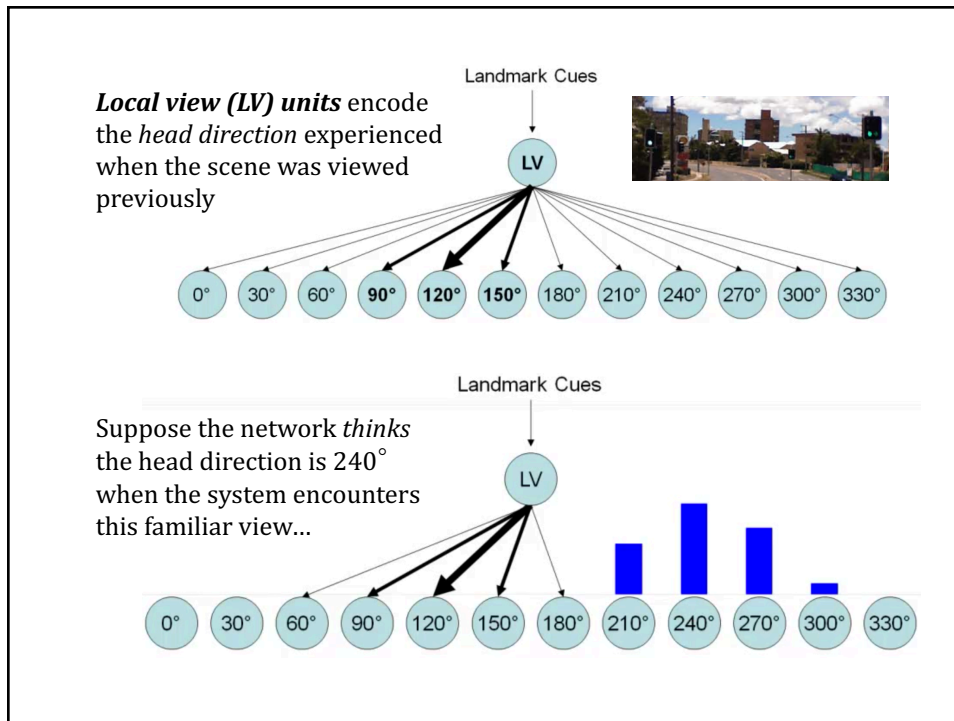 Landmark Cues
Local view (LV) units encode
the head direction experienced
when the scene was viewed
previously
LV
0° 30° 60° 90° 120° 150° 180° 210° 240° 270° 300° 330°
Landmark Cues
Suppose the network thinks
the head direction is 240°
when the system encounters
this familiar view…
LV
0° 30° 60° 90° 120° 150° 180° 210° 240° 270° 300° 330°